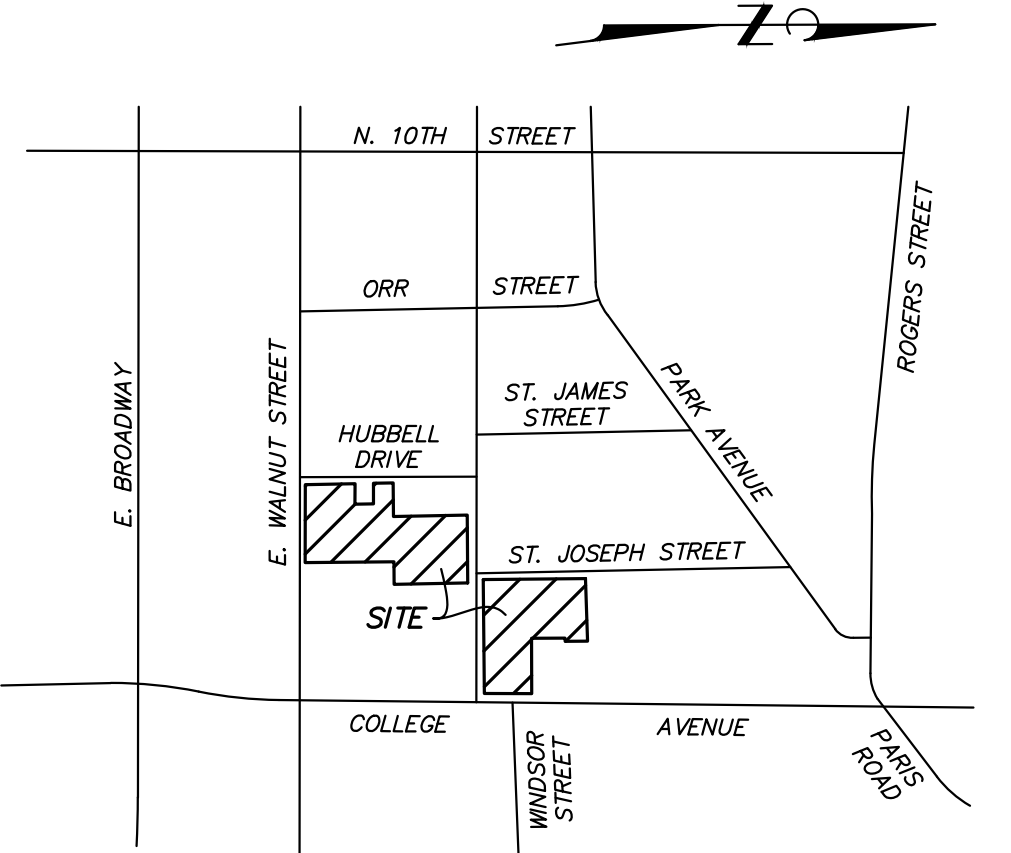 N
N. 10TH STREET
ORR STREET
ST. JAMES
STREET
HUBBELL
DRIVE
ST. JOSEPH STREET
SITE
E. BROADWAY
E. WALNUT STREET
PARK AVENUE
ROGERS STREET
COLLEGE AVENUE
WINDSOR
STREET
PARIS
ROAD